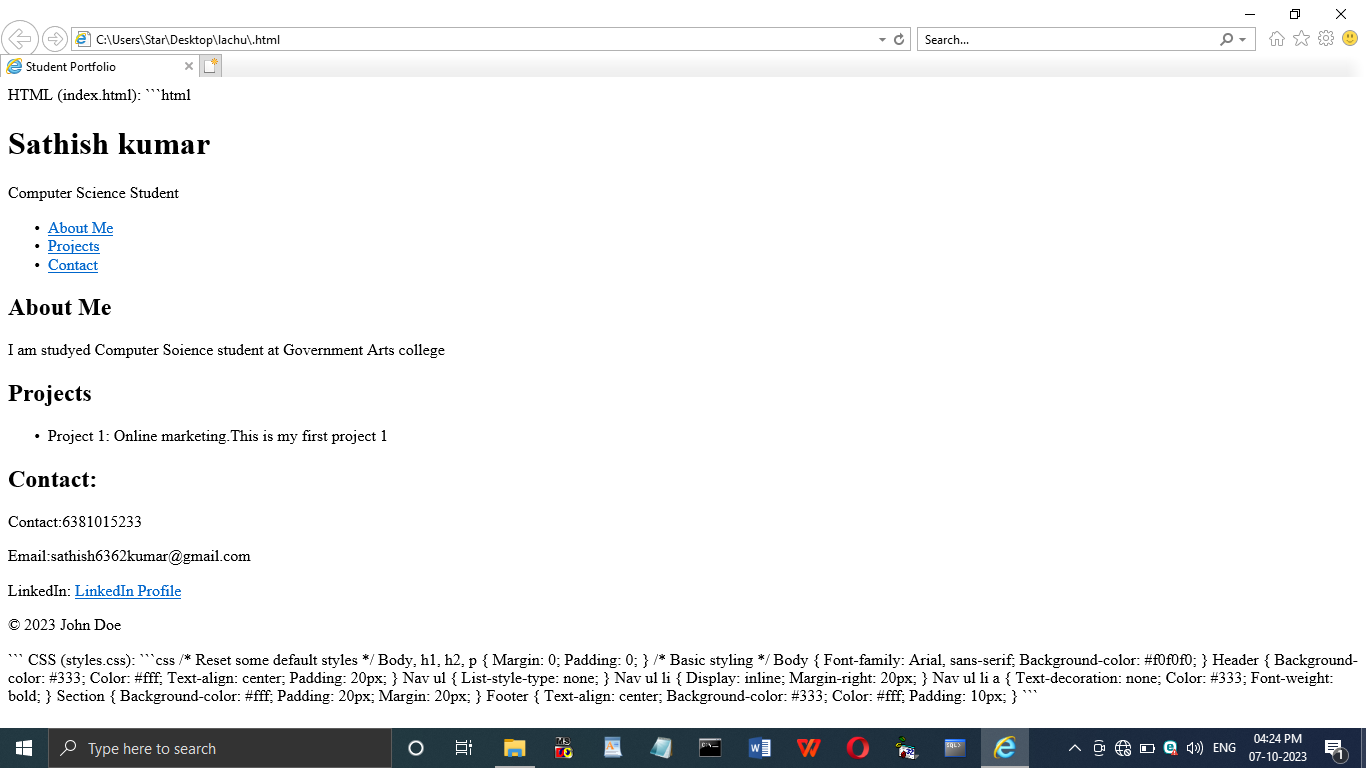 C:\Users\Star\Desktop\lachu\.html
Search...
Student Portfolio
HTML (index.html): ```html
Sathish kumar
Computer Science Student
• About Me
• Projects
• Contact
About Me
I am studyed Computer Soience student at Government Arts college
Projects
• Project 1: Online marketing.This is my first project 1
Contact:
Contact:6381015233
Email:sathish6362kumar@gmail.com
LinkedIn: LinkedIn Profile
© 2023 John Doe
``` CSS (styles.css): ```css /* Reset some default styles */ Body, h1, h2, p { Margin: 0; Padding: 0; } /* Basic styling */ Body { Font-family: Arial, sans-serif; Background-color: #f0f0f0; } Header { Background-
color: #333; Color: #fff; Text-align: center; Padding: 20px; } Nav ul { List-style-type: none; } Nav ul li { Display: inline; Margin-right: 20px; } Nav ul li a { Text-decoration: none; Color: #333; Font-weight:
bold; } Section { Background-color: #fff; Padding: 20px; Margin: 20px; } Footer { Text-align: center; Background-color: #333; Color: #fff; Padding: 10px; } ```
Type here to search
ENG
04:24 PM
07-10-2023
1